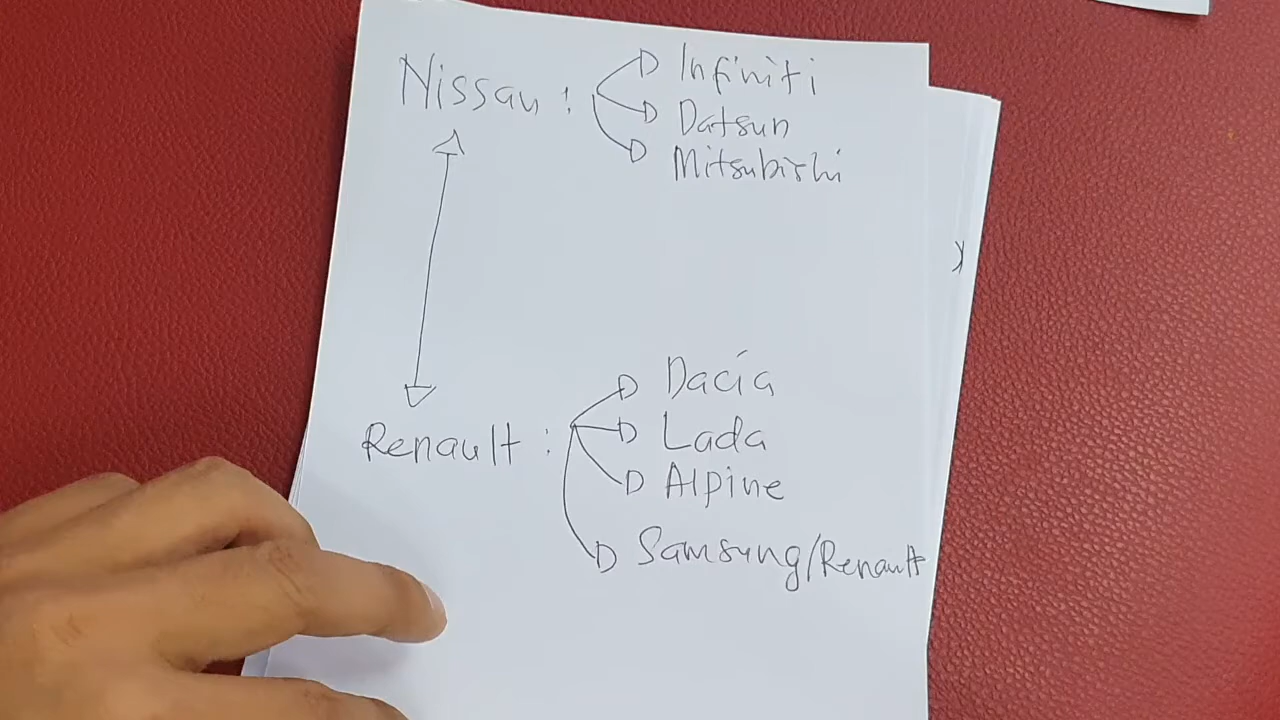 Nissan : Infiniti
Datsun
Mitsubishi
Dacia
Renault : Lada
Alpine
Samsung/Renault